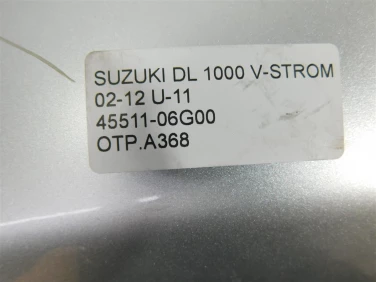 SUZUKI DL 1000 V-STROM
02-12 U-11
45511-06G00
OTP.A368